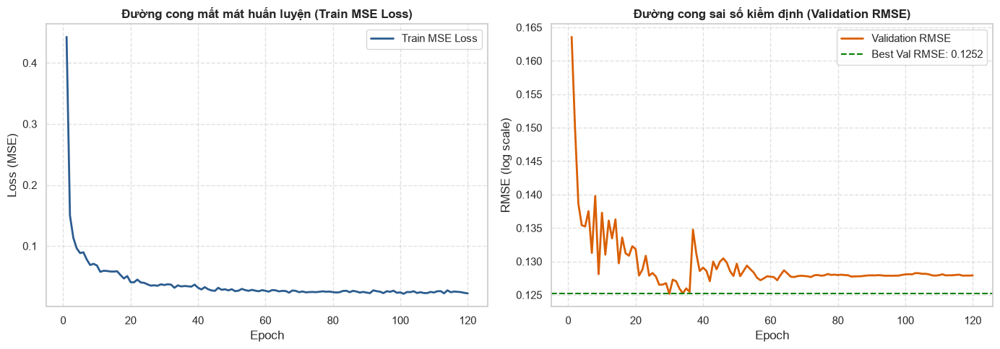 Đường cong mất mát huấn luyện (Train MSE Loss)
Train MSE Loss
Loss (MSE)
0.4
0.3
0.2
0.1
0 20 40 60 80 100 120
Epoch
Đường cong sai số kiểm định (Validation RMSE)
Validation RMSE
Best Val RMSE: 0.1252
RMSE (log scale)
0.165
0.160
0.155
0.150
0.145
0.140
0.135
0.130
0.125
0 20 40 60 80 100 120
Epoch